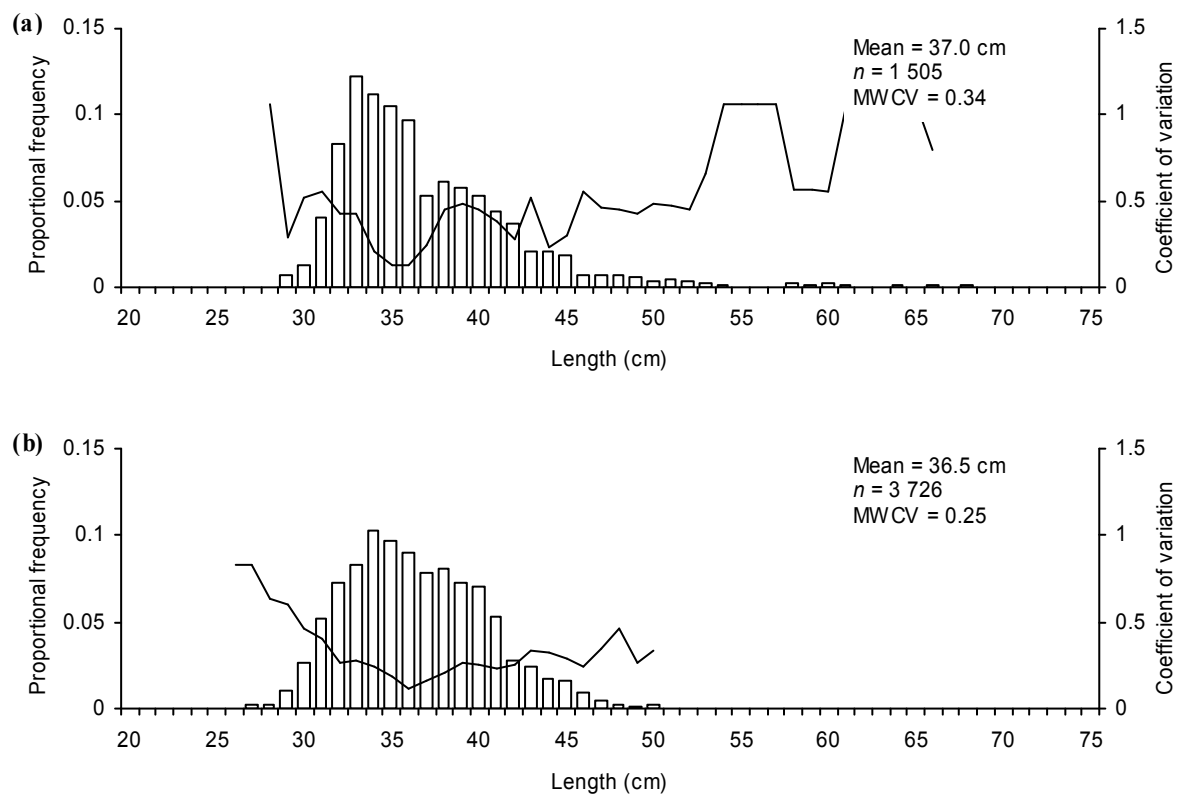 (a)
Proportional frequency
0.15
0.1
0.05
0
Mean = 37.0 cm
n = 1 505
MWCV = 0.34
1.5
1
0.5
0
Coefficient of variation
20 25 30 35 40 45 50 55 60 65 70 75
Length (cm)
(b)
Proportional frequency
0.15
0.1
0.05
0
Mean = 36.5 cm
n = 3 726
MWCV = 0.25
1.5
1
0.5
0
Coefficient of variation
20 25 30 35 40 45 50 55 60 65 70 75
Length (cm)